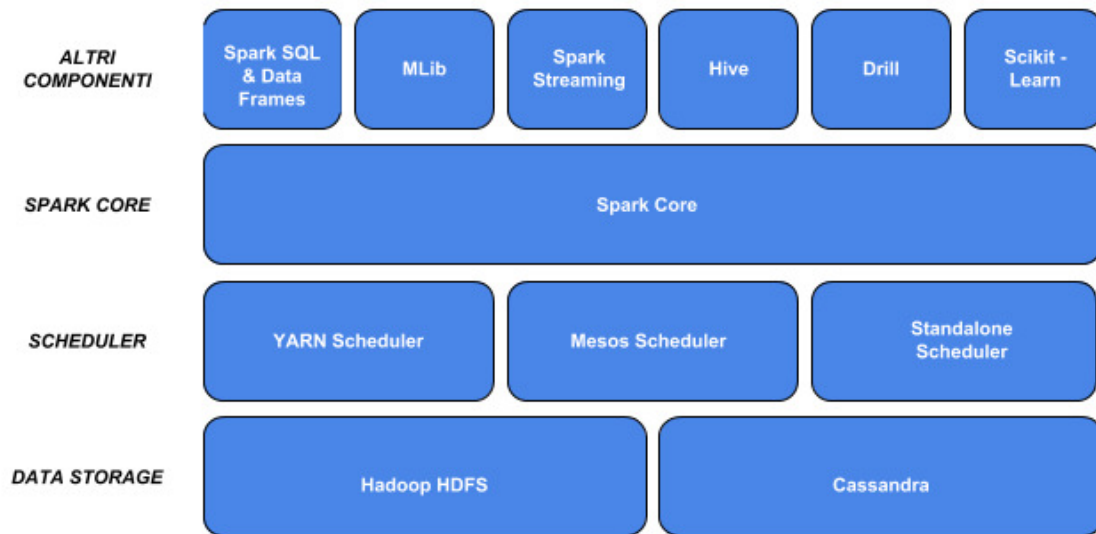 ALTRI
COMPONENTI
Spark SQL
& Data
Frames
MLib
Spark
Streaming
Hive
Drill
Scikit -
Learn
SPARK CORE
Spark Core
SCHEDULER
YARN Scheduler
Mesos Scheduler
Standalone
Scheduler
DATA STORAGE
Hadoop HDFS
Cassandra